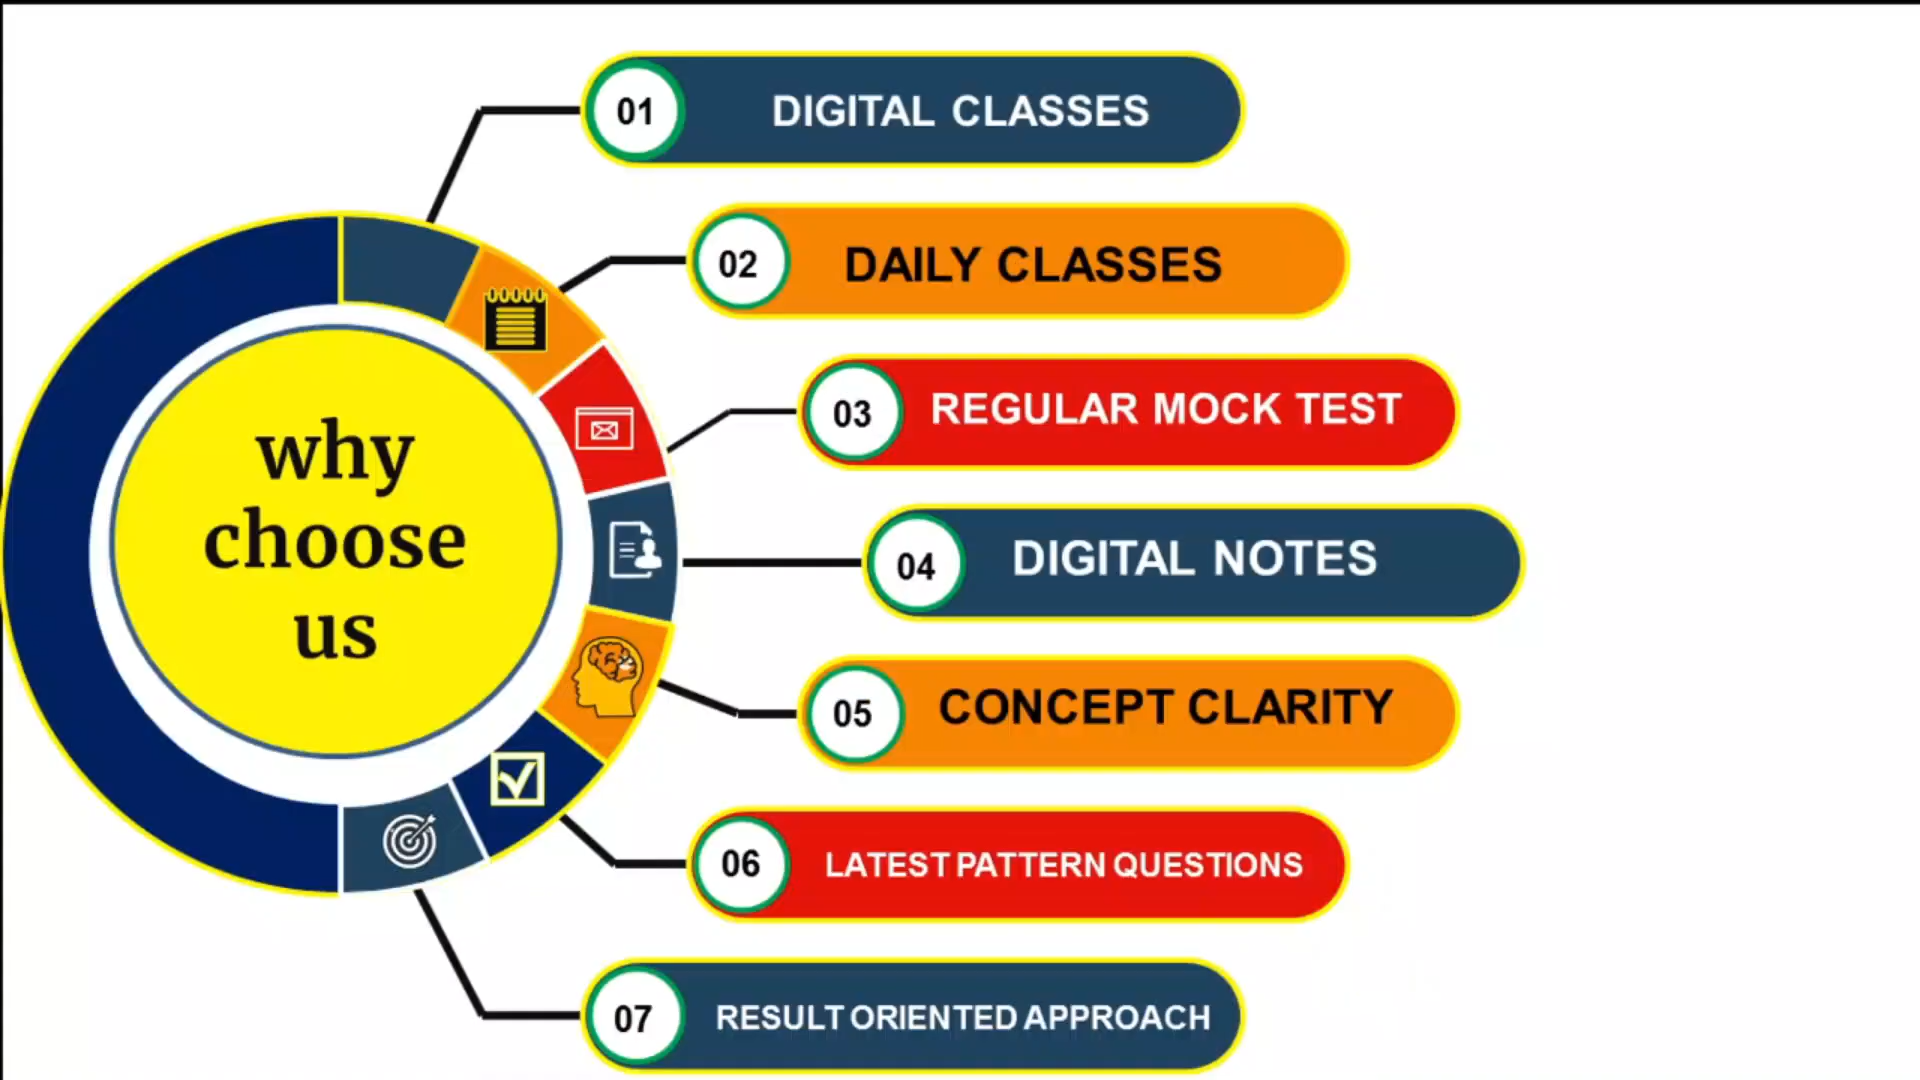 why
choose
us
01 DIGITAL CLASSES
02 DAILY CLASSES
03 REGULAR MOCK TEST
04 DIGITAL NOTES
05 CONCEPT CLARITY
06 LATEST PATTERN QUESTIONS
07 RESULT ORIENTED APPROACH